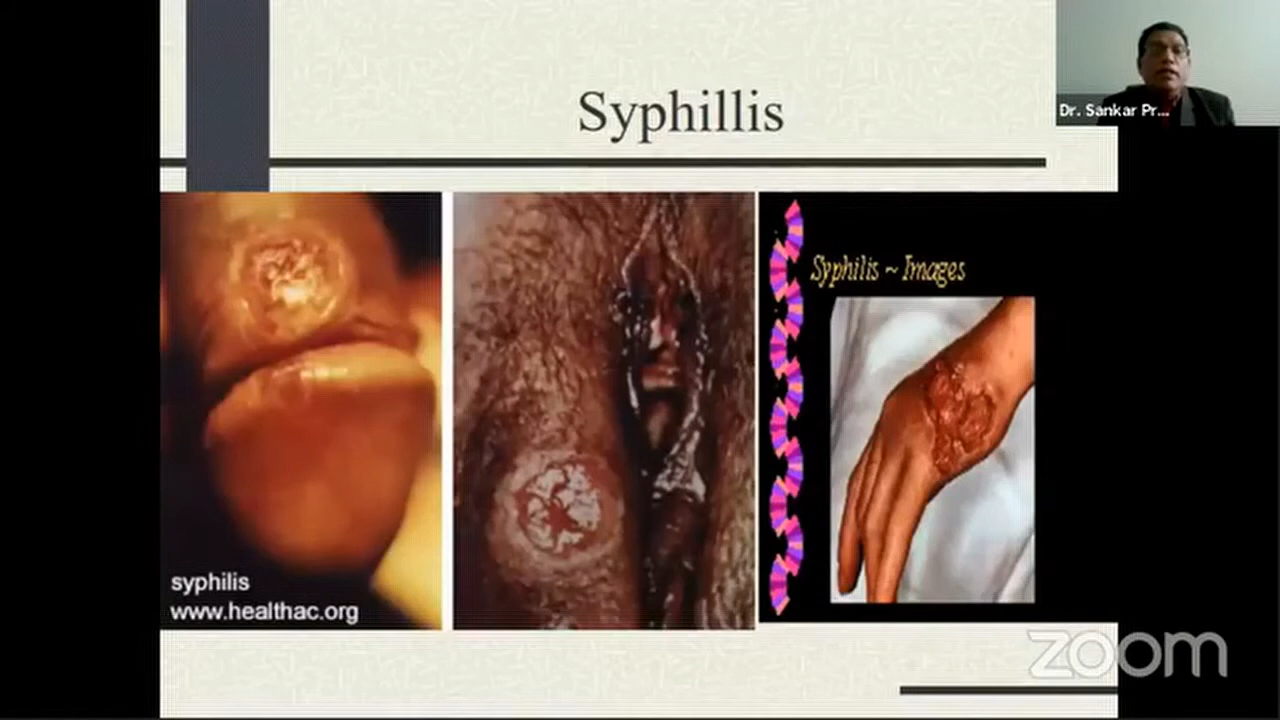 Syphillis
Dr. Sankar Pr...
Syphilis ~ Images
syphilis
www.healthac.org
zoom